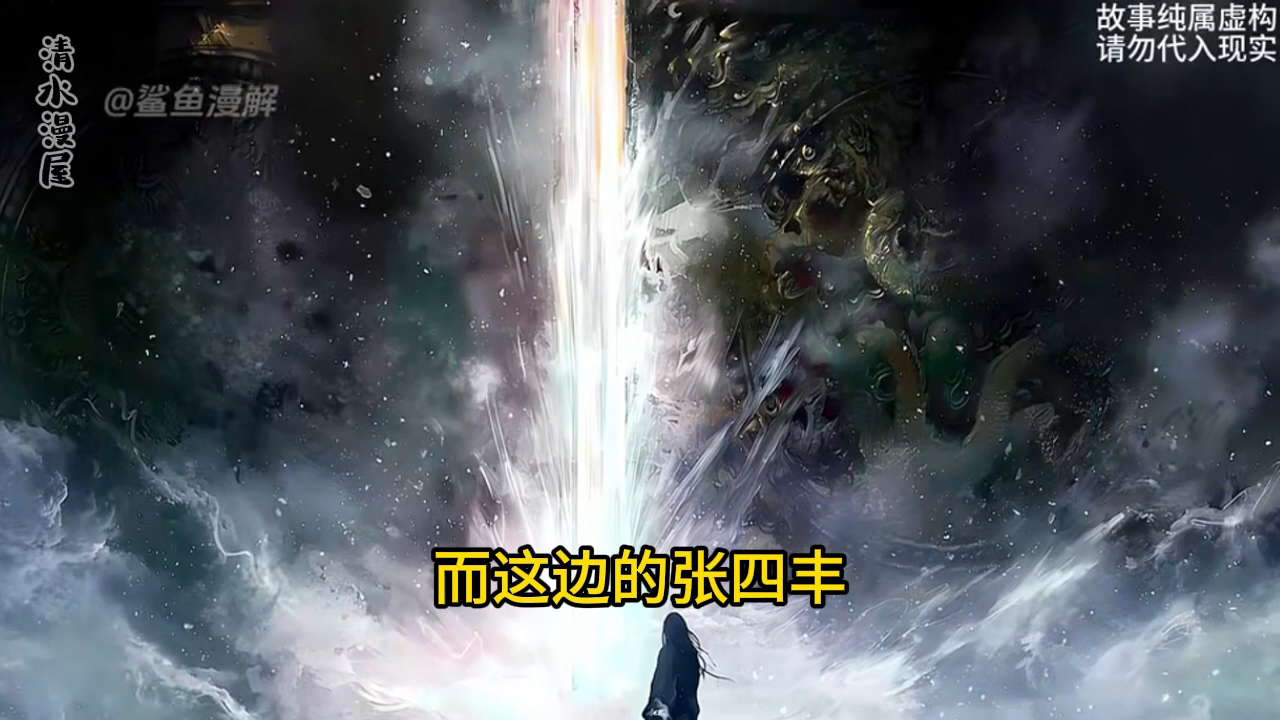 故事纯属虚构
请勿代入现实
清水漫屋
@鲨鱼漫解
而这边的张四丰